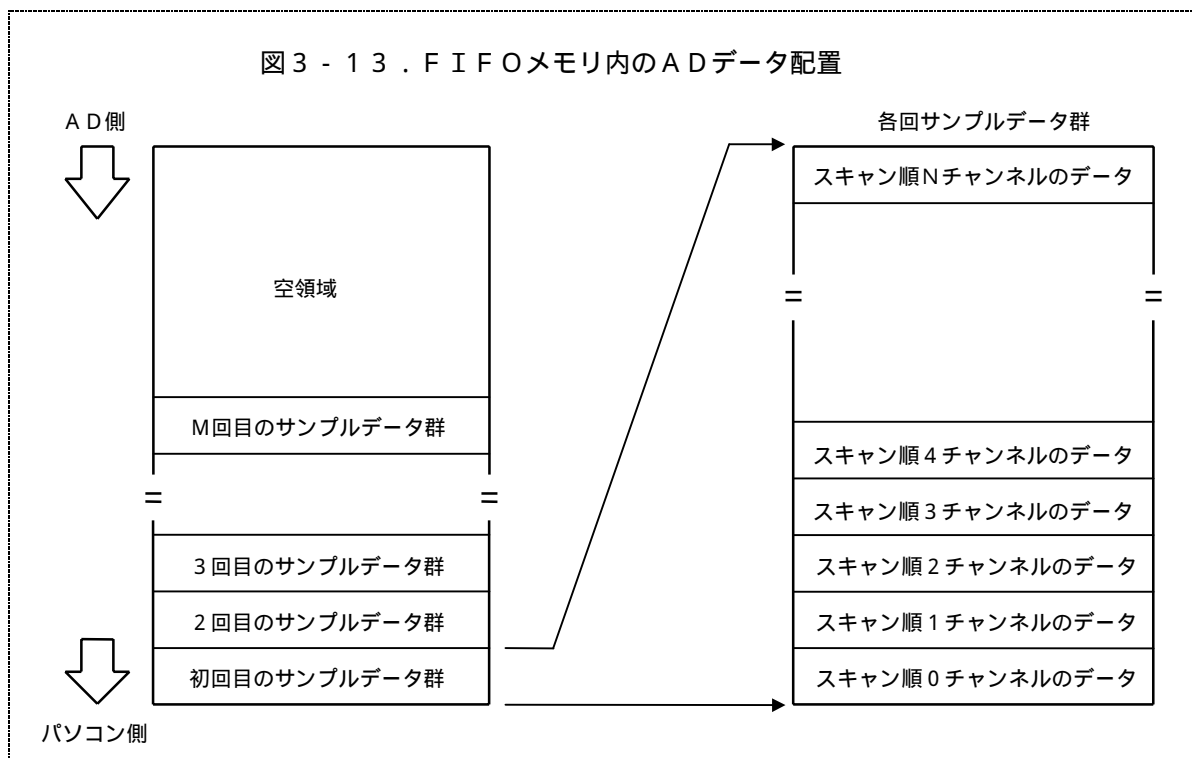 図3-13.FIFOメモリ内のADデータ配置
AD側
空領域
M回目のサンプルデータ群
=
=
3回目のサンプルデータ群
2回目のサンプルデータ群
初回目のサンプルデータ群
パソコン側
各回サンプルデータ群
スキャン順Nチャンネルのデータ
=
=
スキャン順4チャンネルのデータ
スキャン順3チャンネルのデータ
スキャン順2チャンネルのデータ
スキャン順1チャンネルのデータ
スキャン順0チャンネルのデータ